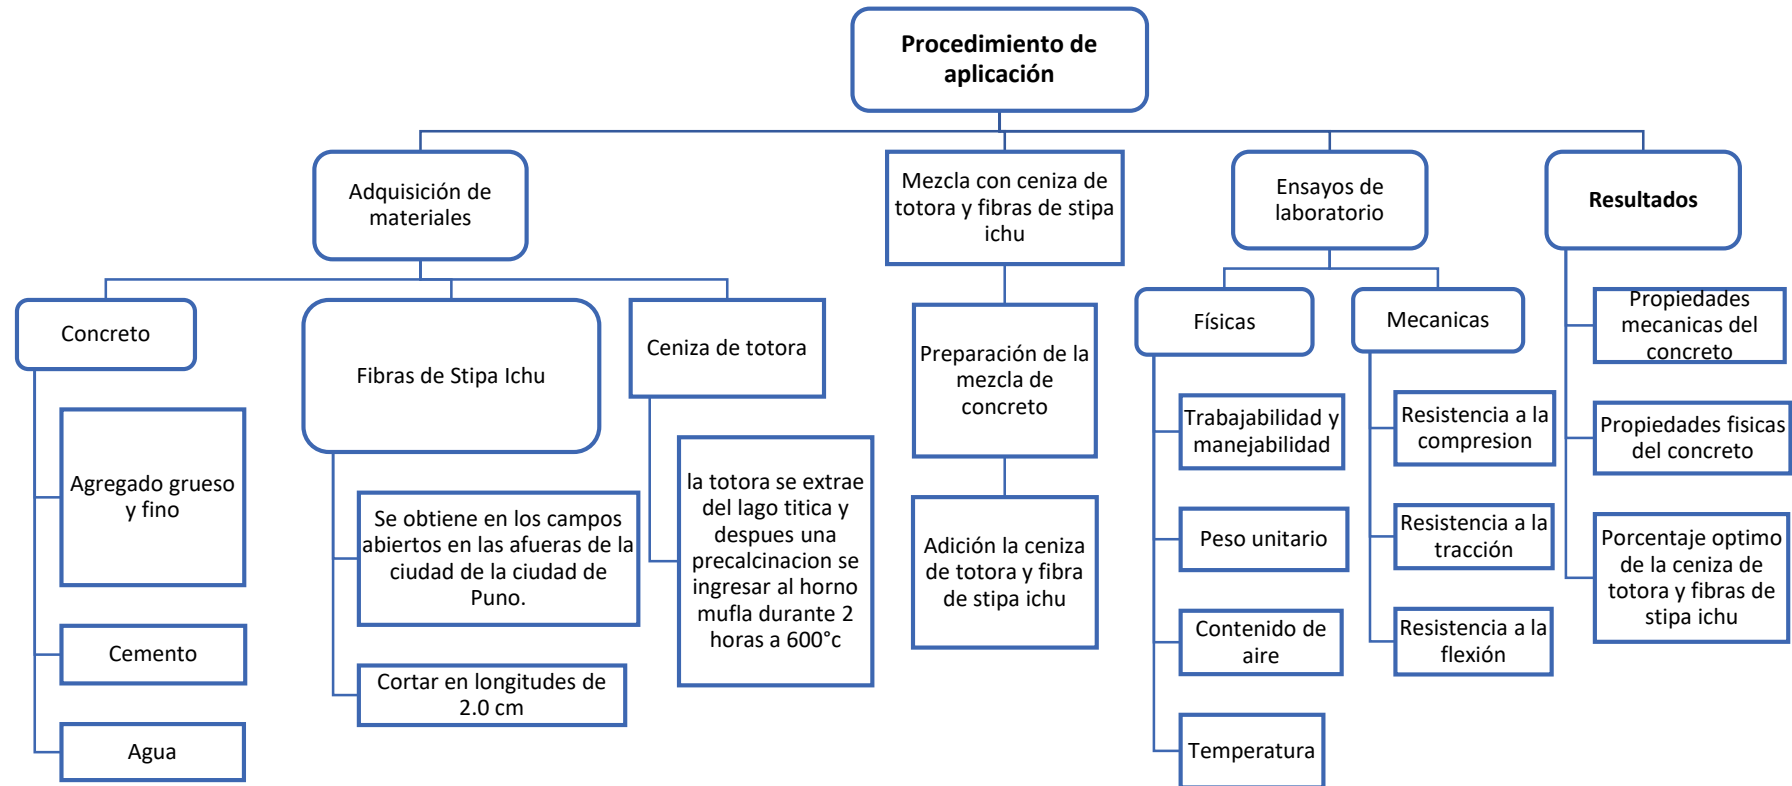 Procedimiento de
aplicación
Adquisición de
materiales
Mezcla con ceniza de
totora y fibras de stipa
ichu
Ensayos de
laboratorio
Resultados
Concreto
Agregado grueso
y fino
Cemento
Agua
Fibras de Stipa Ichu
Se obtiene en los campos
abiertos en las afueras de la
ciudad de la ciudad de
Puno.
Cortar en longitudes de
2.0 cm
Ceniza de totora
la totora se extrae
del lago titica y
despues una
precalcinacion se
ingresar al horno
mufla durante 2
horas a 600°c
Preparación de la
mezcla de
concreto
Adición la ceniza
de totora y fibra
de stipa ichu
Físicas
Trabajabilidad y
manejabilidad
Peso unitario
Contenido de
aire
Temperatura
Mecanicas
Resistencia a la
compresion
Resistencia a la
tracción
Resistencia a la
flexión
Propiedades
mecanicas del
concreto
Propiedades fisicas
del concreto
Porcentaje optimo
de la ceniza de
totora y fibras de
stipa ichu